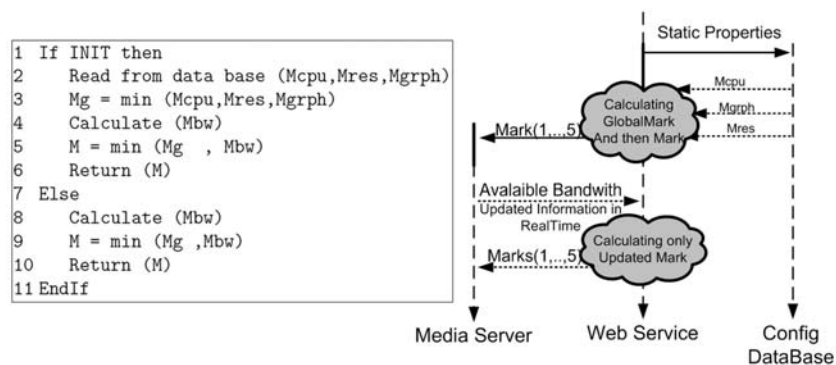 1 If INIT then
2 Read from data base (Mcpu,Mres,Mgrph)
3 Mg = min (Mcpu,Mres,Mgrph)
4 Calculate (Mbw)
5 M = min (Mg , Mbw)
6 Return (M)
7 Else
8 Calculate (Mbw)
9 M = min (Mg ,Mbw)
10 Return (M)
11 EndIf
Static Properties
Mcpu
Mgrph
Mres
Calculating
GlobalMark
And then Mark
Mark(1,..,5)
Avalaible Bandwith
Updated Information in
RealTime
Calculating only
Updated Mark
Marks(1,..,5)
Media Server
Web Service
Config
DataBase